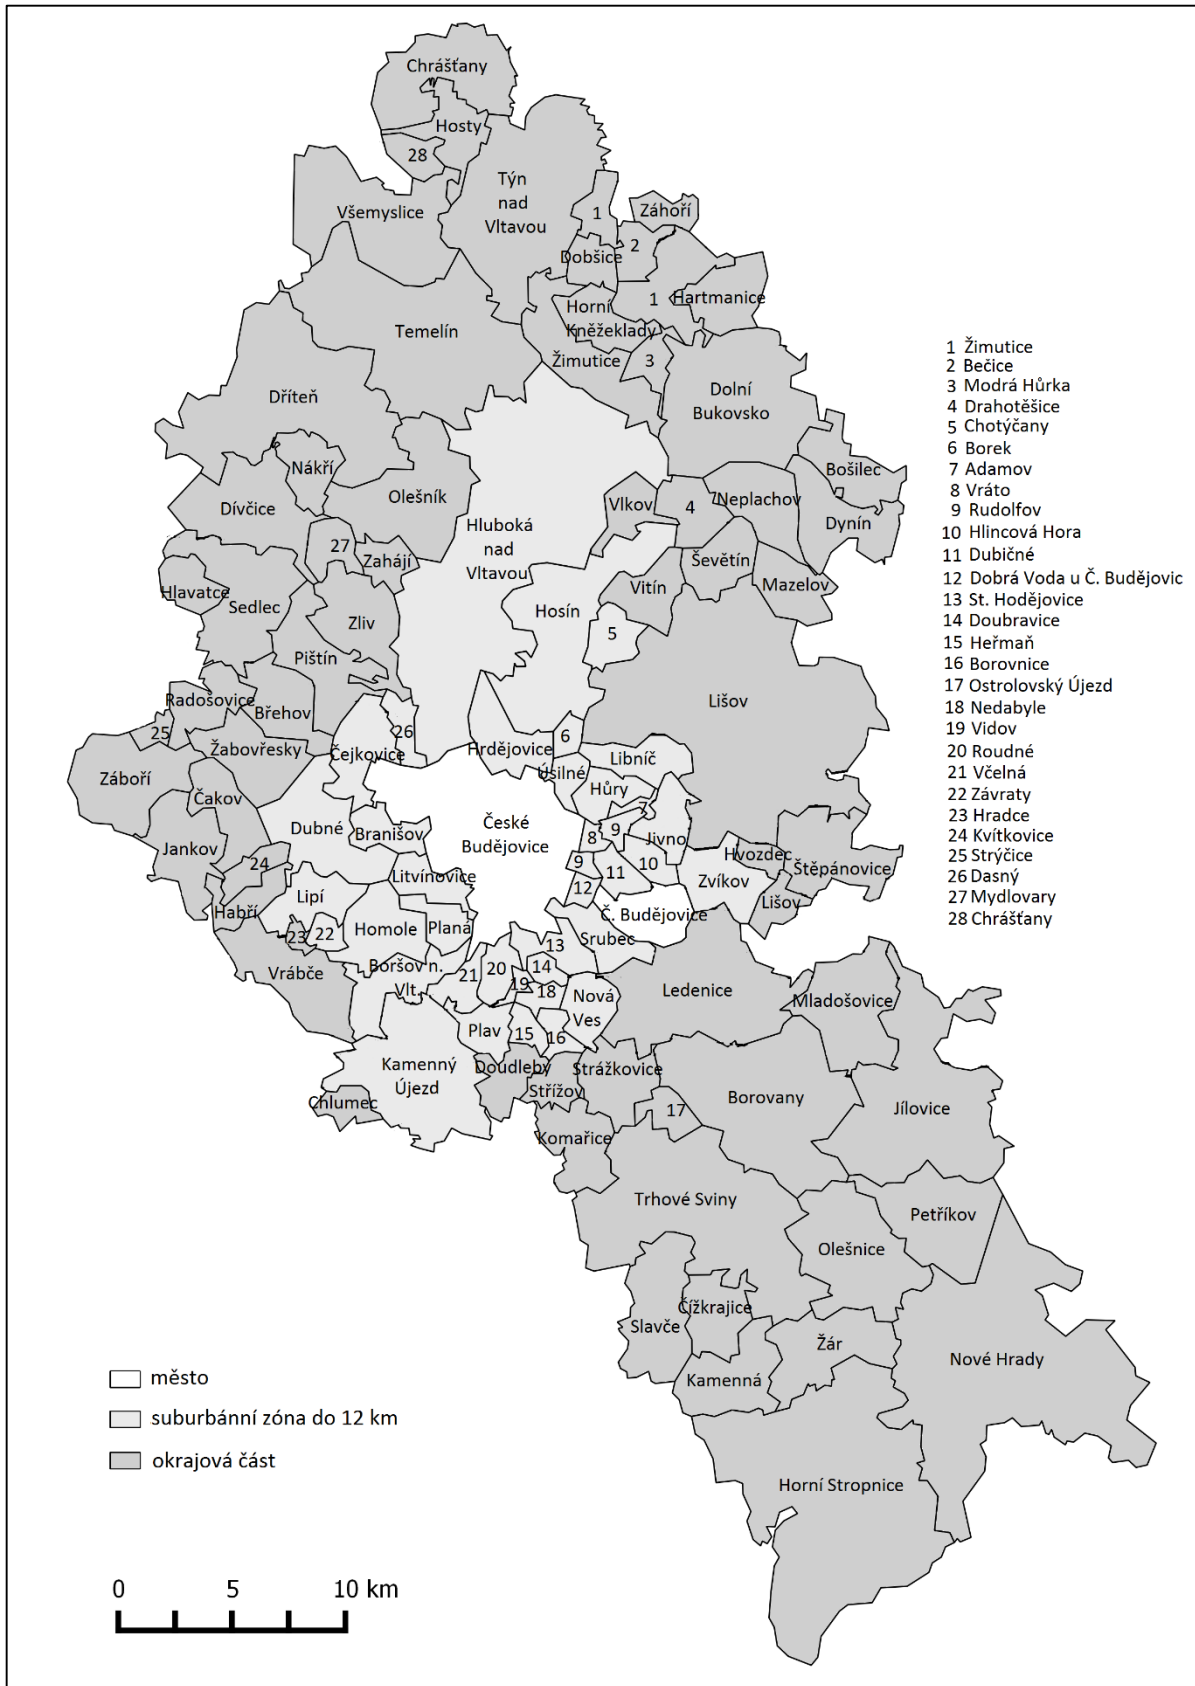 Chrášťany
Hosty
28
Týn
nad
Vltavou
Všemyslice
1
Záhoří
2
Dobšice
Temelín
Horní
Kněžeklady
1
Hartmanice
Žimutice
3
Dolní
Bukovsko
Dříteň
Nákří
Olešník
Dívčice
Bošilec
Vlkov
4
Neplachov
Dynín
Hluboká
nad
Vltavou
27
Zahájí
Ševětín
Mazelov
Vitín
Hlavatce
Sedlec
Hosín
5
Zliv
Pištín
Radošovice
Břehov
Lišov
25
Žabovřesky
Čejkovice
26
Hrdějovice
6
Libníč
Úsilné
Záboří
Čakov
Hůry
7
Dubné
Branišov
České
Budějovice
8
9
Jivno
Jankov
24
Litvínovice
9
11
10
Hvozdec
Štěpánovice
Zvíkov
12
Lišov
Lipí
Habří
23
22
Homole
Planá
Č. Budějovice
Srubec
13
Vrábče
Boršov n.
Vlt.
21
20
14
19
18
Nová
Ves
Ledenice
Mladošovice
Plav
15
16
Kamenný
Újezd
Doudleby
Střížov
Strážkovice
Chlumec
17
Borovany
Jílovice
Komařice
Trhové Sviny
Petříkov
Olešnice
Čížkrajice
Slavče
Žár
Nové Hrady
Kamenná
Horní Stropnice
1 Žimutice
2 Bečice
3 Modrá Hůrka
4 Drahotěšice
5 Chotýčany
6 Borek
7 Adamov
8 Vráto
9 Rudolfov
10 Hlincová Hora
11 Dubičné
12 Dobrá Voda u Č. Budějovic
13 St. Hodějovice
14 Doubravice
15 Heřmaň
16 Borovnice
17 Ostrolovský Újezd
18 Nedabyle
19 Vidov
20 Roudné
21 Včelná
22 Závraty
23 Hradce
24 Kvítkovice
25 Strýčice
26 Dasný
27 Mydlovary
28 Chrášťany
město
suburbánní zóna do 12 km
okrajová část
0 5 10 km